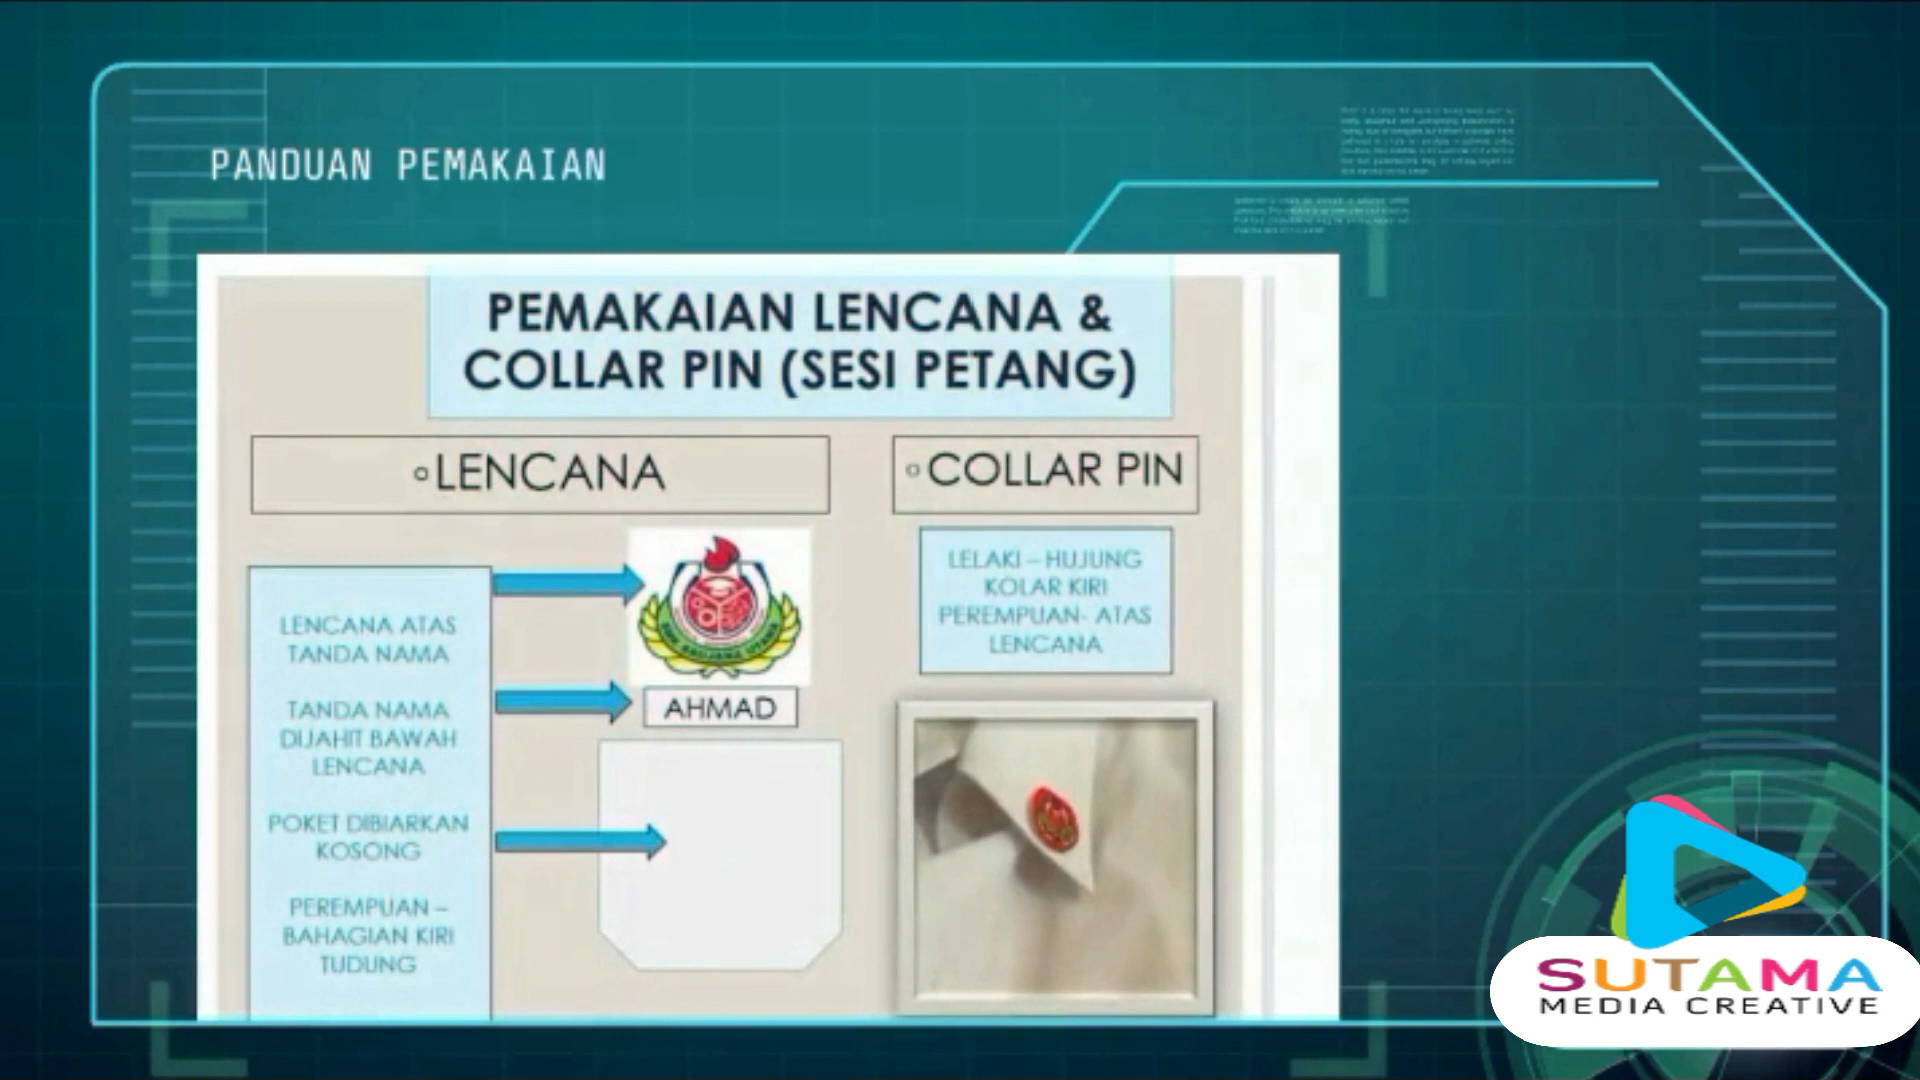 PANDUAN PEMAKAIAN
PEMAKAIAN LENCANA &
COLLAR PIN (SESI PETANG)
LENCANA
COLLAR PIN
LENCANA ATAS
TANDA NAMA
TANDA NAMA
DIJAHIT BAWAH
LENCANA
POKET DIBIARKAN
KOSONG
PEREMPUAN –
BAHAGIAN KIRI
TUDUNG
AHMAD
LELAKI – HUJUNG
KOLAR KIRI
PEREMPUAN- ATAS
LENCANA
SUTAMA
MEDIA CREATIVE